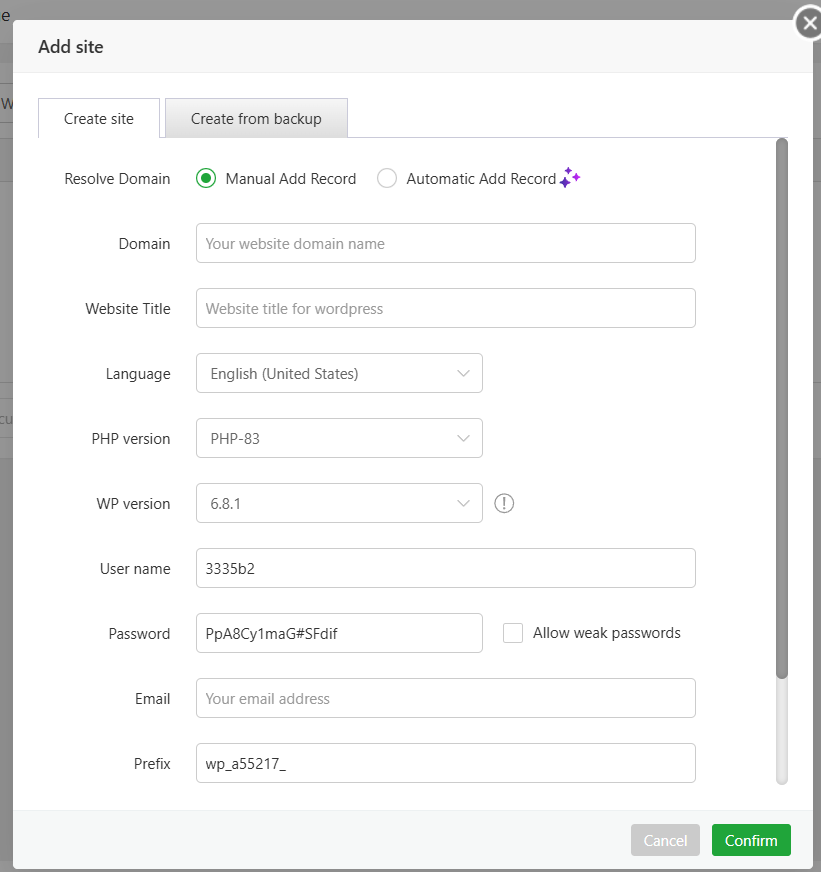 e
Add site
W
Create site Create from backup
Resolve Domain Manual Add Record Automatic Add Record
Domain Your website domain name
Website Title Website title for wordpress
Language English (United States)
PHP version PHP-83
cu
WP version 6.8.1
User name 3335b2
Password PpA8Cy1maG#SFdif Allow weak passwords
Email Your email address
Prefix wp_a55217_
Cancel Confirm